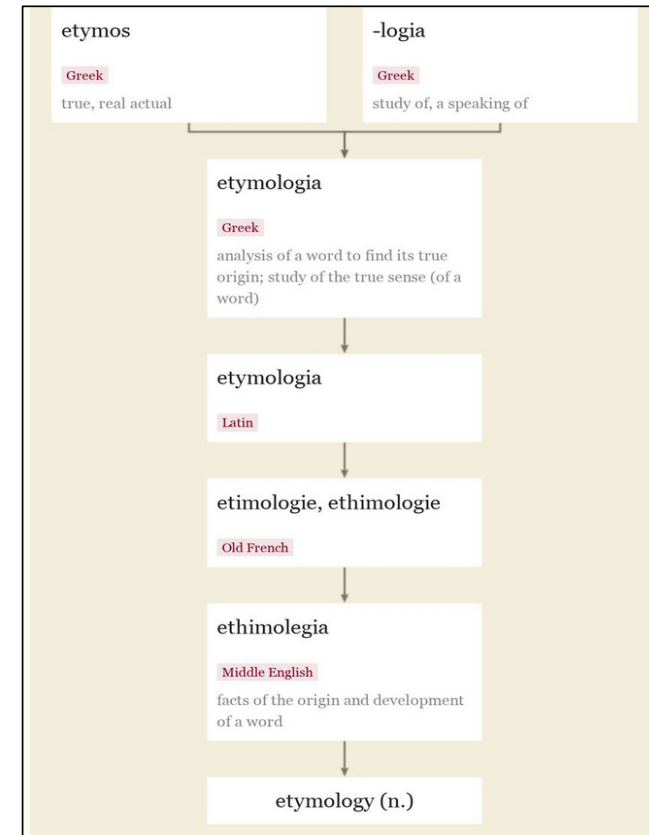 etymos
Greek
true, real actual
-logia
Greek
study of, a speaking of
etymologia
Greek
analysis of a word to find its true
origin; study of the true sense (of a
word)
etymologia
Latin
etimologie, ethimologie
Old French
ethimolegia
Middle English
facts of the origin and development
of a word
etymology (n.)